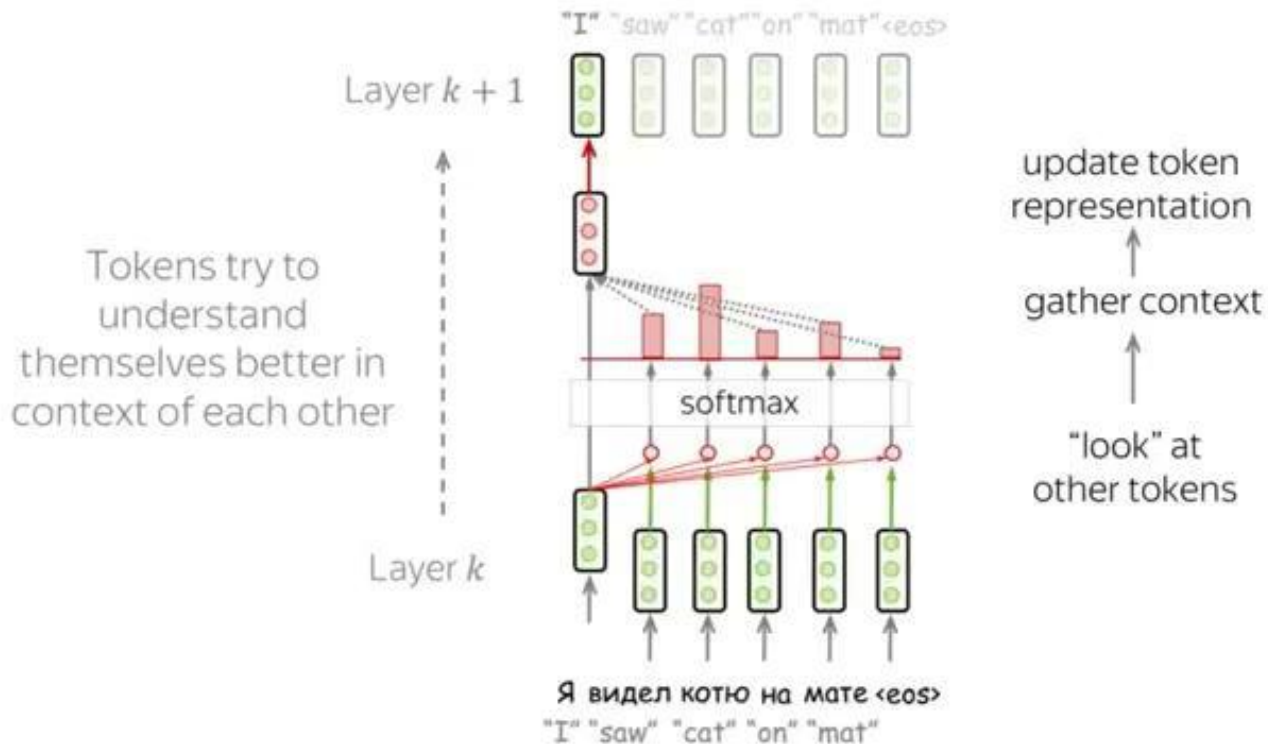 "I" "saw" "cat" "on" "mat" <eos>
Layer k + 1
Tokens try to
understand
themselves better in
context of each other
softmax
Layer k
update token
representation
gather context
"look" at
other tokens
Я видел котю на мате <eos>
"I" "saw" "cat" "on" "mat"